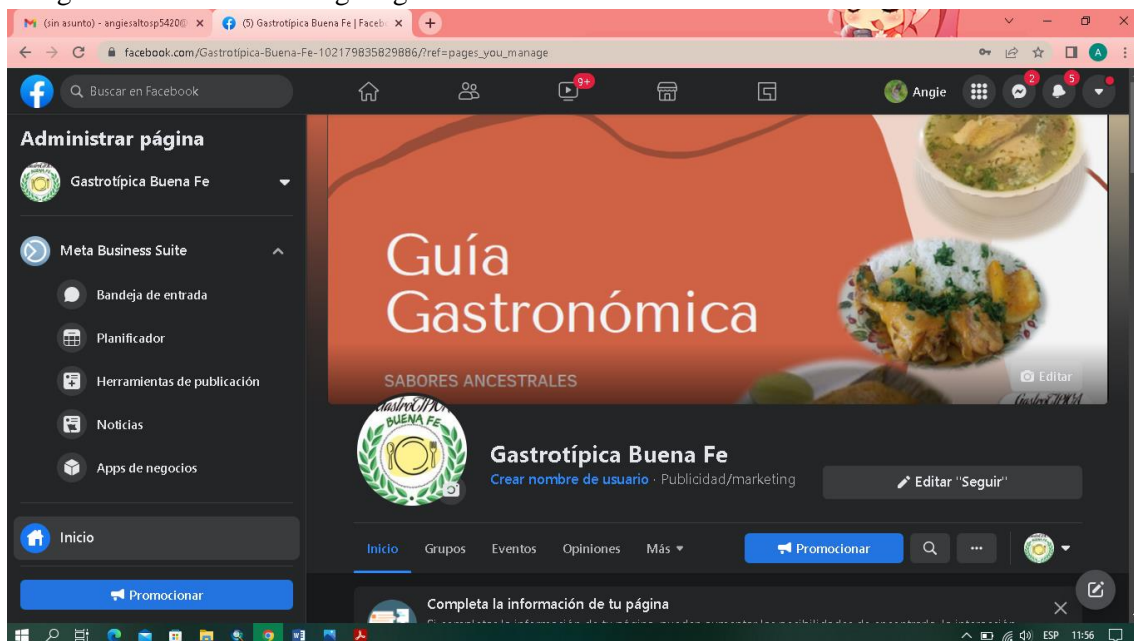 (sin asunto) - angiesaltosp5420@
(5) Gastrotípica Buena Fe | Faceb
facebook.com/Gastrotípica-Buena-Fe-102179835829886/?ref=pages_you_manage
A
Buscar en Facebook
9+
Angie
2
5
Administrar página
Gastrotípica Buena Fe
Meta Business Suite
Bandeja de entrada
Planificador
Herramientas de publicación
Noticias
Apps de negocios
Inicio
Promocionar
Guía
Gastronómica
SABORES ANCESTRALES
Editar
BUENA FE
Gastrotípica Buena Fe
Crear nombre de usuario · Publicidad/marketing
Editar "Seguir"
Inicio Grupos Eventos Opiniones Más
Promocionar
Completa la información de tu página
ESP 11:56